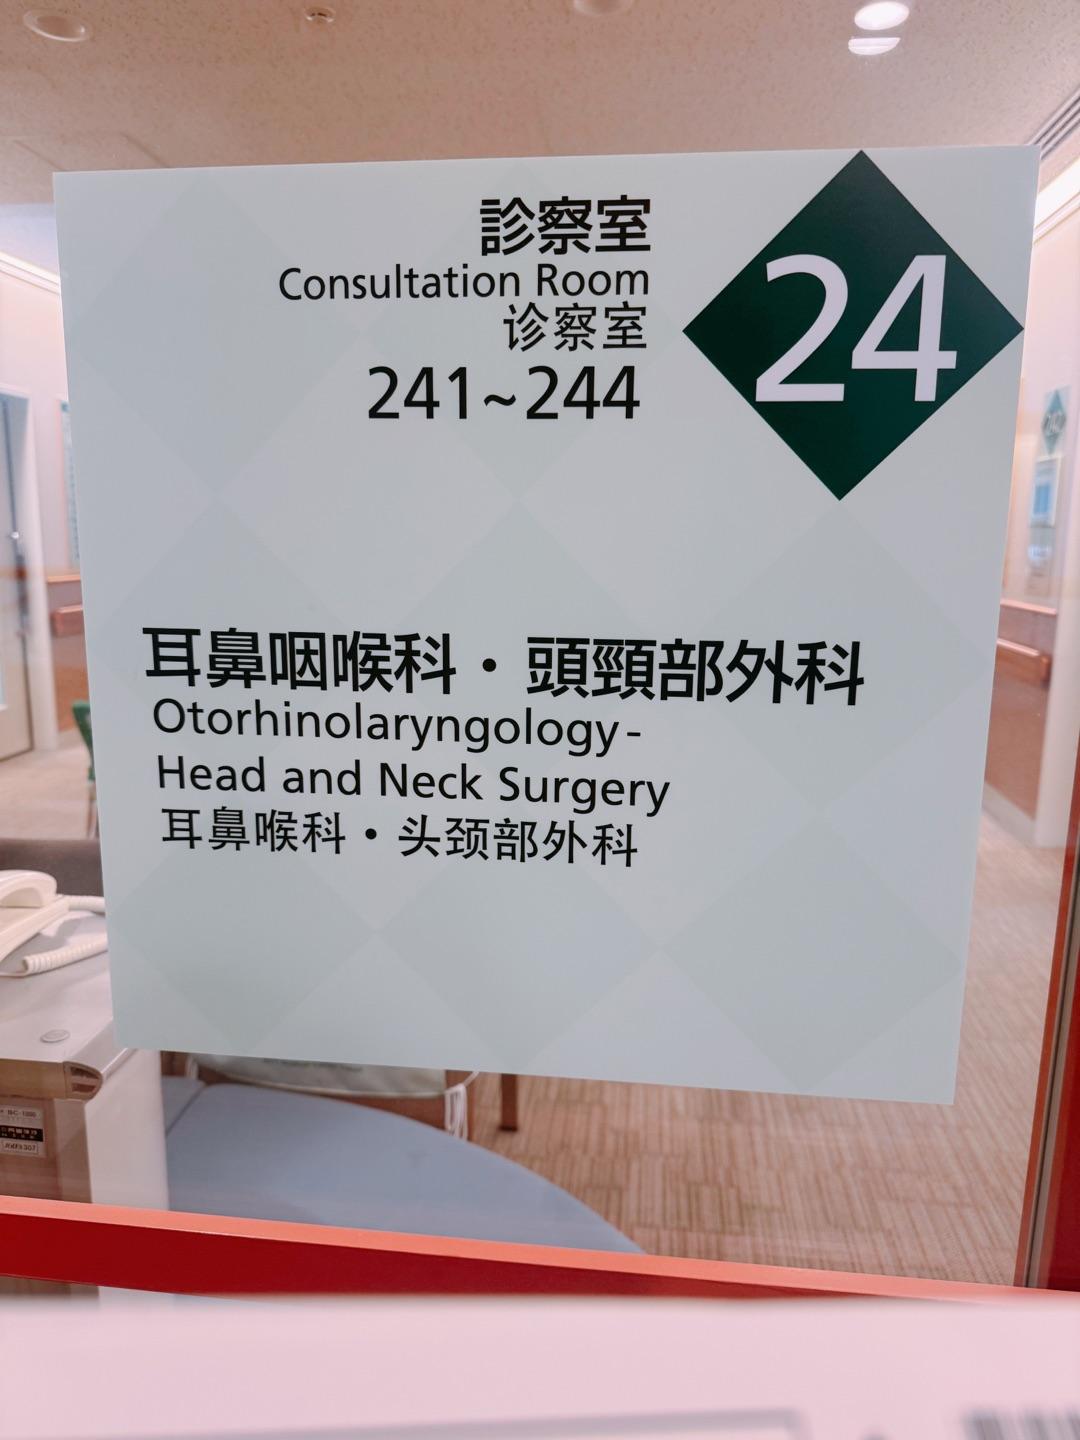 診察室
Consultation Room
诊察室
241~244
24
耳鼻咽喉科・頭頸部外科
Otorhinolaryngology-
Head and Neck Surgery
耳鼻喉科・头颈部外科